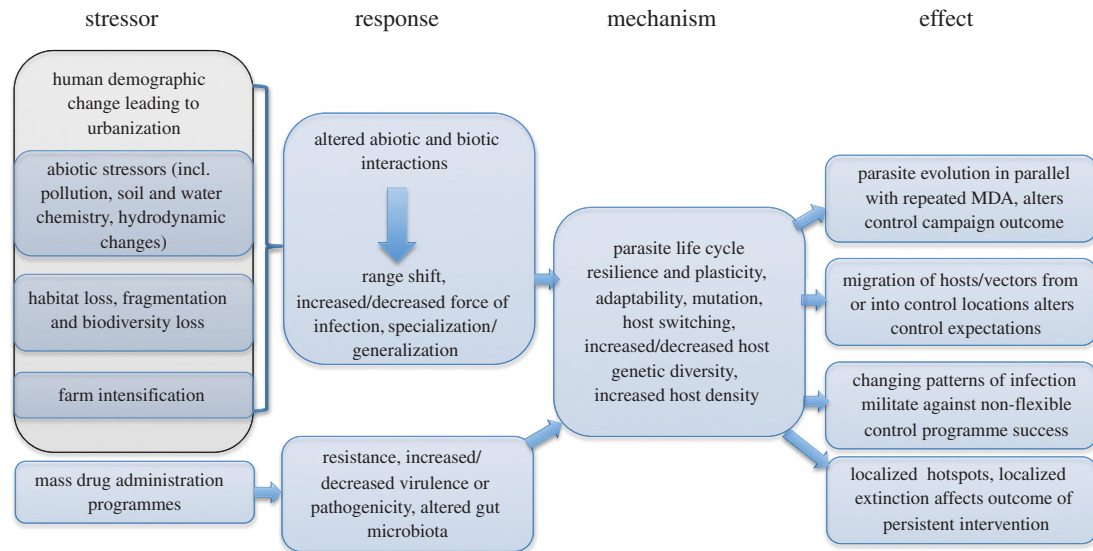 stressor
response
mechanism
effect
human demographic
change leading to
urbanization
abiotic stressors (incl.
pollution, soil and water
chemistry, hydrodynamic
changes)
habitat loss, fragmentation
and biodiversity loss
farm intensification
mass drug administration
programmes
altered abiotic and biotic
interactions
range shift,
increased/decreased force of
infection, specialization/
generalization
resistance, increased/
decreased virulence or
pathogenicity, altered gut
microbiota
parasite life cycle
resilience and plasticity,
adaptability, mutation,
host switching,
increased/decreased host
genetic diversity,
increased host density
parasite evolution in parallel
with repeated MDA, alters
control campaign outcome
migration of hosts/vectors from
or into control locations alters
control expectations
changing patterns of infection
militate against non-flexible
control programme success
localized hotspots, localized
extinction affects outcome of
persistent intervention